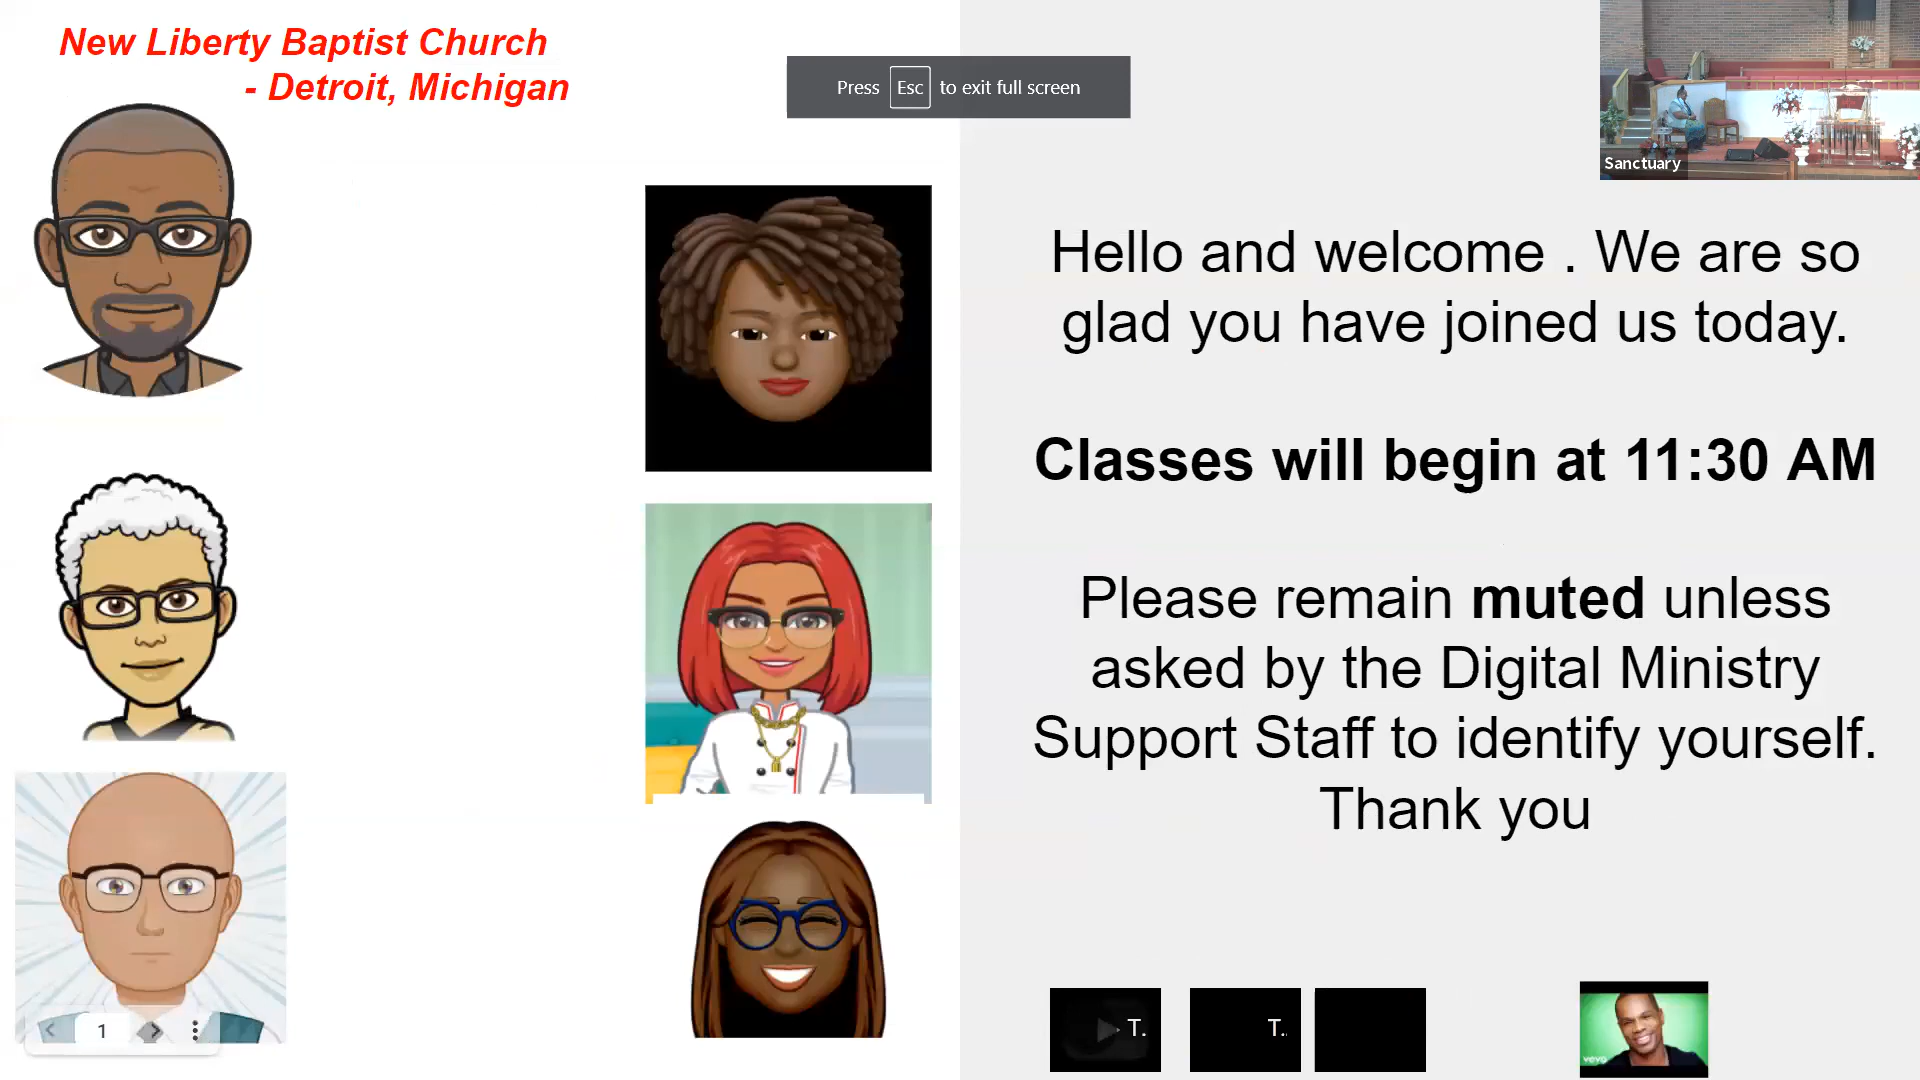 New Liberty Baptist Church
- Detroit, Michigan
Press Esc to exit full screen
Sanctuary
Hello and welcome . We are so
glad you have joined us today.
Classes will begin at 11:30 AM
Please remain muted unless
asked by the Digital Ministry
Support Staff to identify yourself.
Thank you
1
T.
T..
vevo